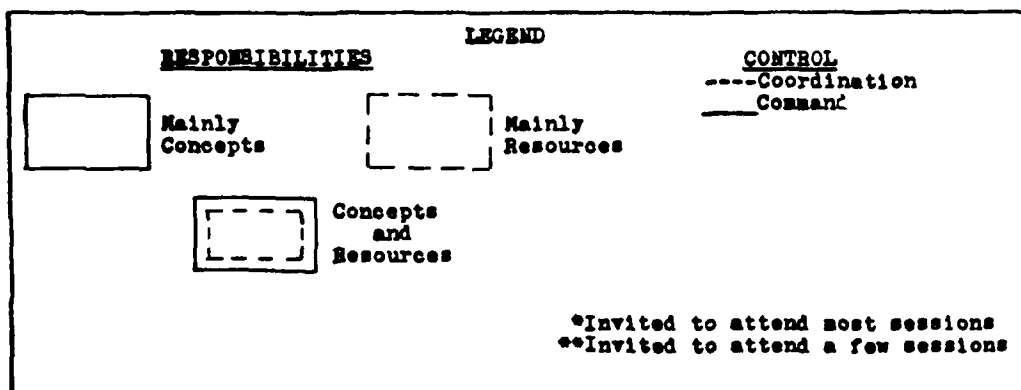 LEGEND
RESPONSIBILITIES
CONTROL
----Coordination
____Command
Mainly
Concepts
Mainly
Resources
Concepts
and
Resources
*Invited to attend most sessions
**Invited to attend a few sessions